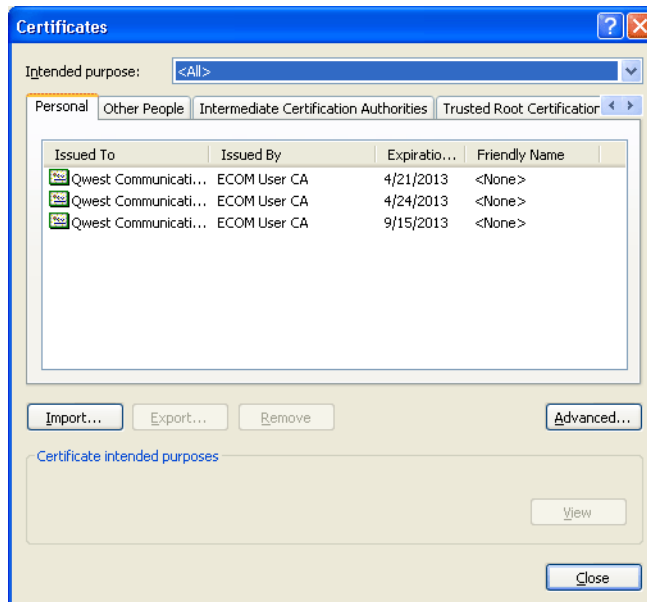 Certificates
Intended purpose: <All>
Personal Other People Intermediate Certification Authorities Trusted Root Certification
Issued To Issued By Expiratio... Friendly Name
Qwest Communicati... ECOM User CA 4/21/2013 <None>
Qwest Communicati... ECOM User CA 4/24/2013 <None>
Qwest Communicati... ECOM User CA 9/15/2013 <None>
Import... Export... Remove Advanced...
Certificate intended purposes
View
Close